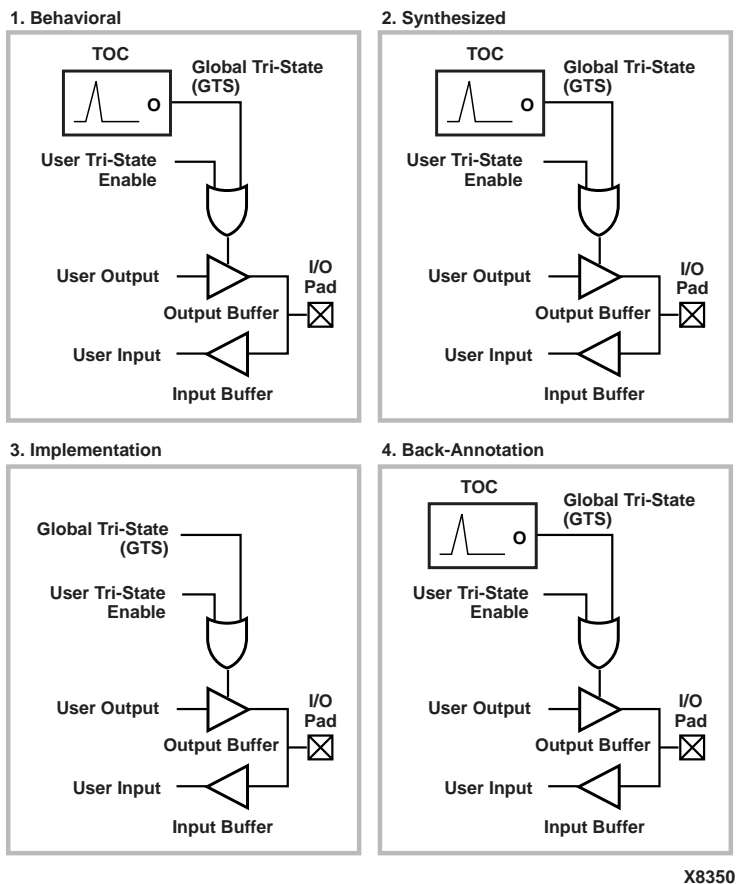 1. Behavioral
TOC
O
Global Tri-State
(GTS)
User Tri-State
Enable
User Output
I/O
Pad
Output Buffer
User Input
Input Buffer
2. Synthesized
TOC
O
Global Tri-State
(GTS)
User Tri-State
Enable
User Output
I/O
Pad
Output Buffer
User Input
Input Buffer
3. Implementation
Global Tri-State
(GTS)
User Tri-State
Enable
User Output
I/O
Pad
Output Buffer
User Input
Input Buffer
4. Back-Annotation
TOC
O
Global Tri-State
(GTS)
User Tri-State
Enable
User Output
I/O
Pad
Output Buffer
User Input
Input Buffer
X8350